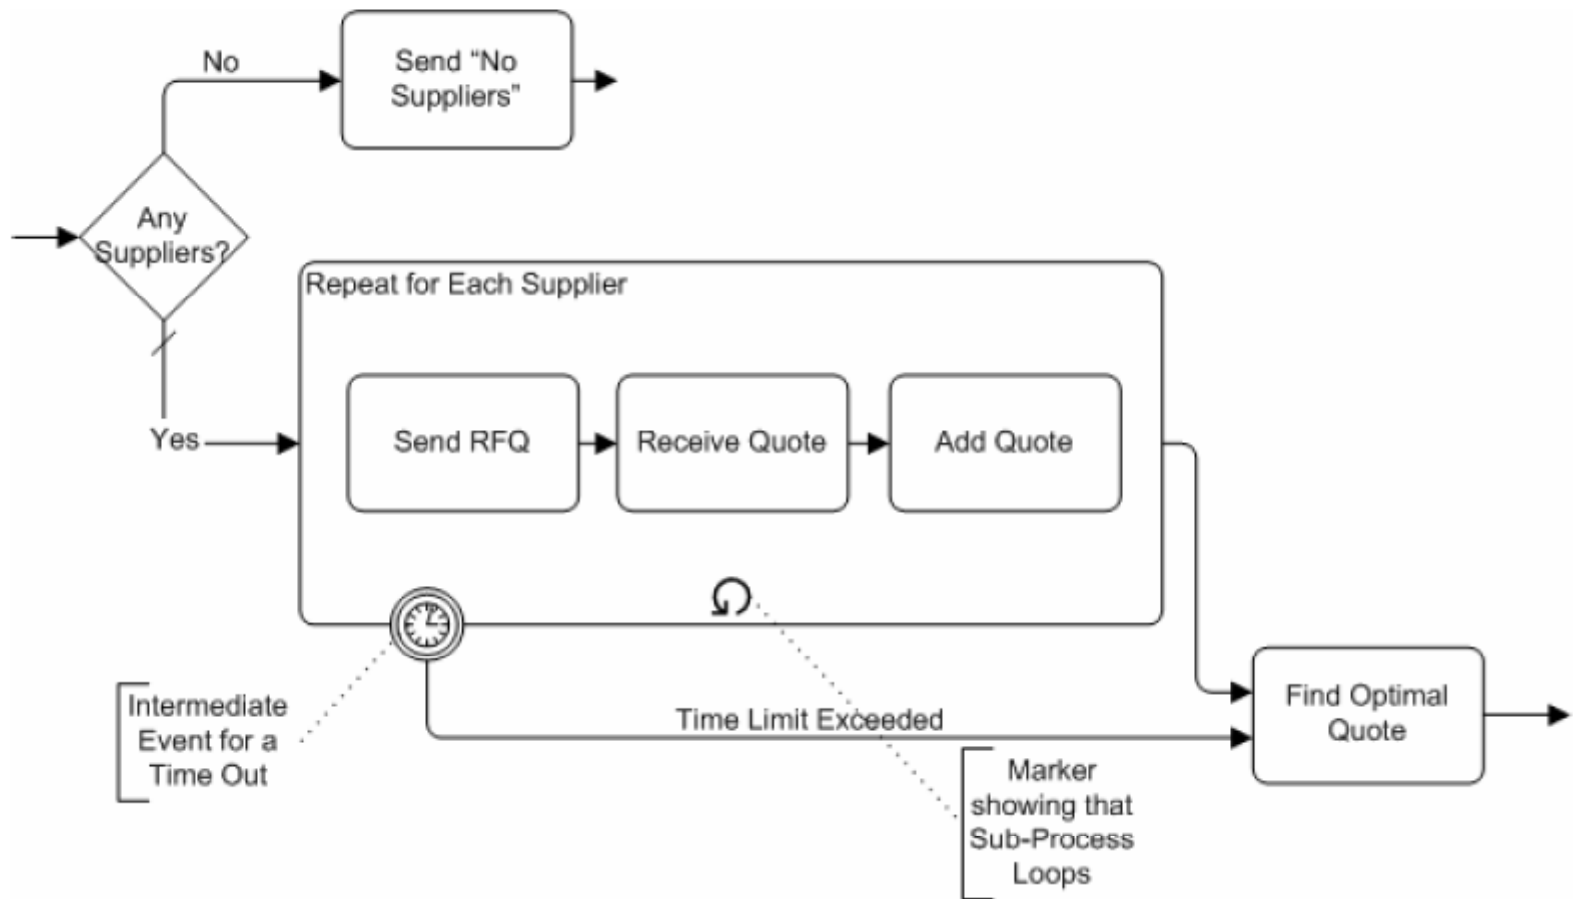 No
Send “No
Suppliers”
Any
Suppliers?
Repeat for Each Supplier
Yes
Send RFQ
Receive Quote
Add Quote
Intermediate
Event for a
Time Out
Time Limit Exceeded
Find Optimal
Quote
Marker
showing that
Sub-Process
Loops